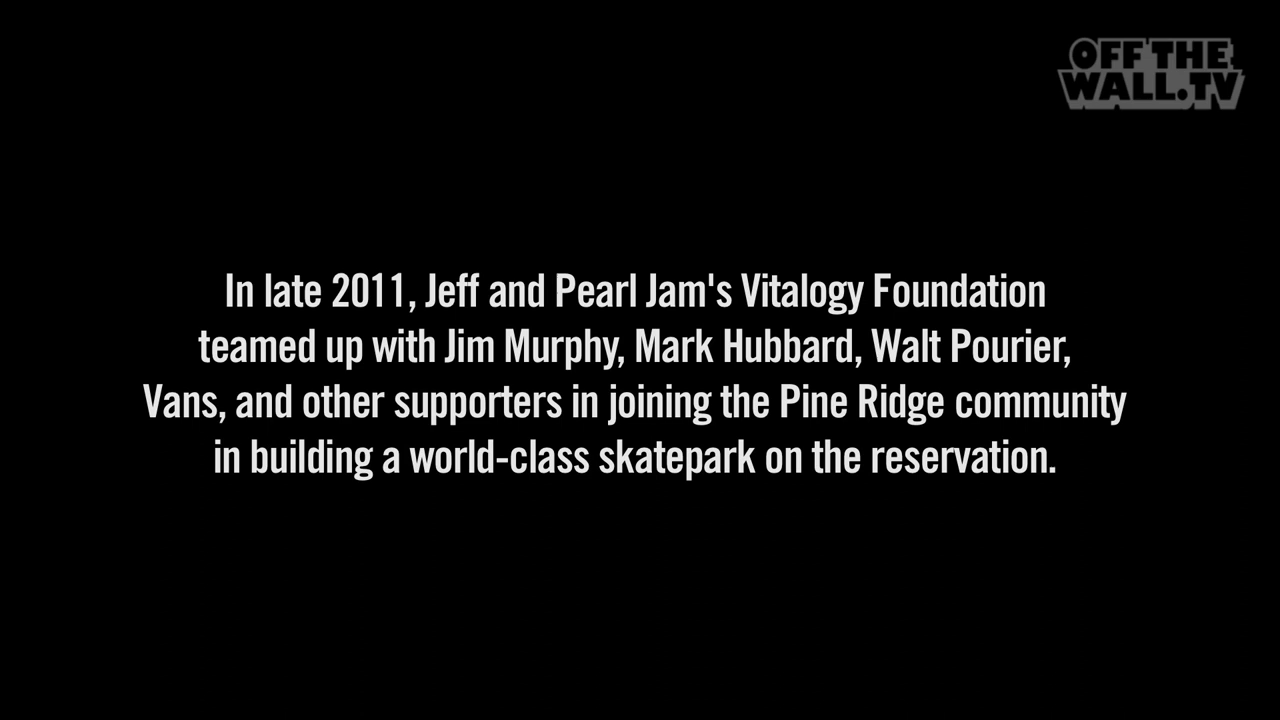 OFF THE
WALL.TV
In late 2011, Jeff and Pearl Jam's Vitalogy Foundation
teamed up with Jim Murphy, Mark Hubbard, Walt Pourier,
Vans, and other supporters in joining the Pine Ridge community
in building a world-class skatepark on the reservation.